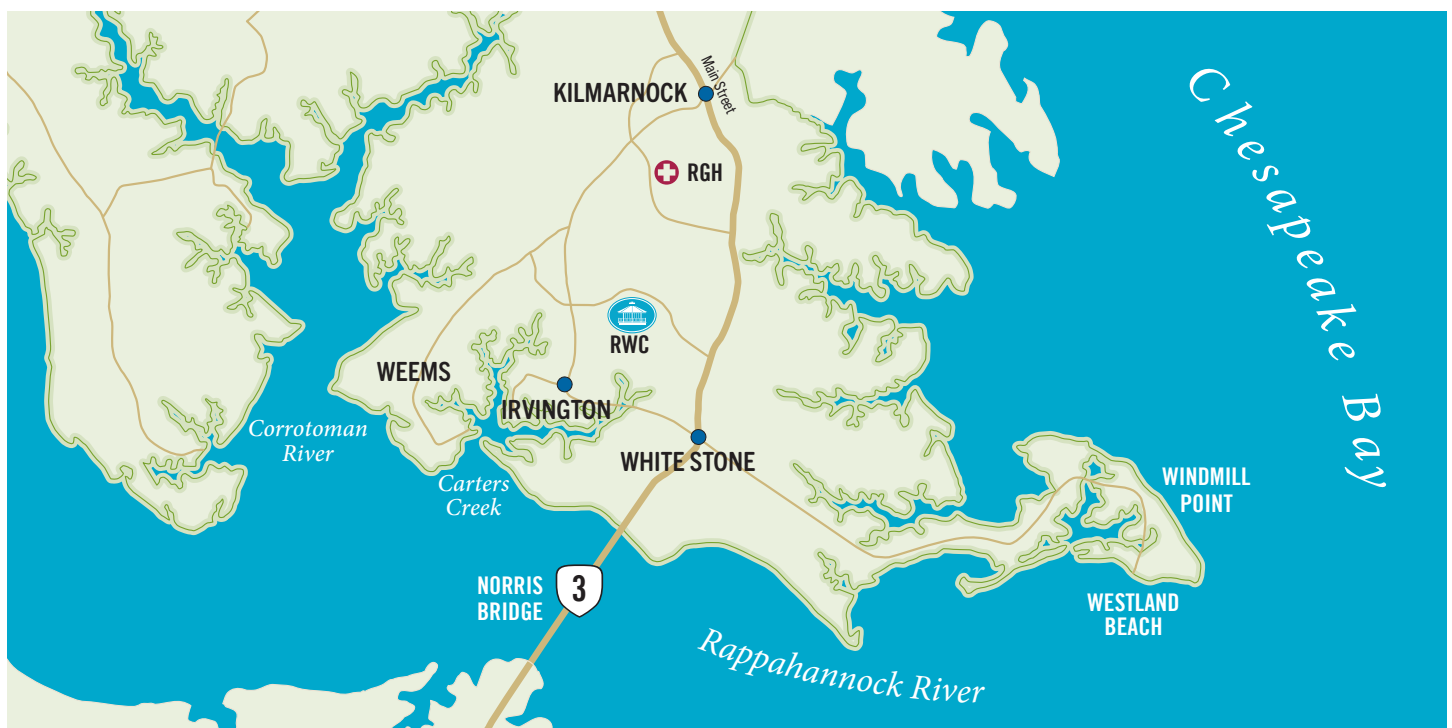 Main Street
KILMARNOCK
RGH
Chesapeake Bay
RWC
WEEMS
IRVINGTON
Corrotoman
River
WHITE STONE
Carters
Creek
WINDMILL
POINT
NORRIS
BRIDGE
3
WESTLAND
BEACH
Rappahannock River